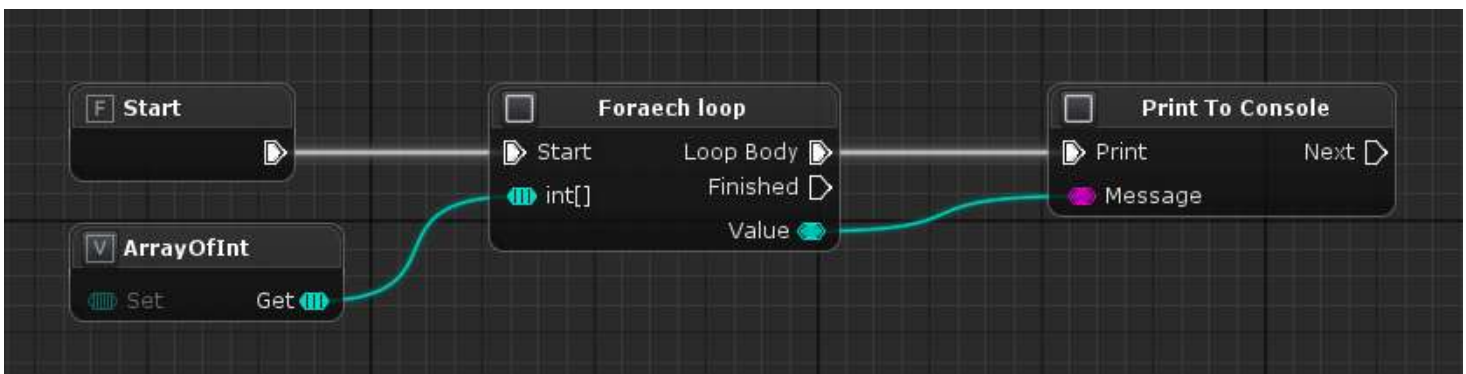 F Start
V ArrayOfInt
Set Get
Foraech loop
Start Loop Body
int[] Finished
Value
Print To Console
Print Next
Message